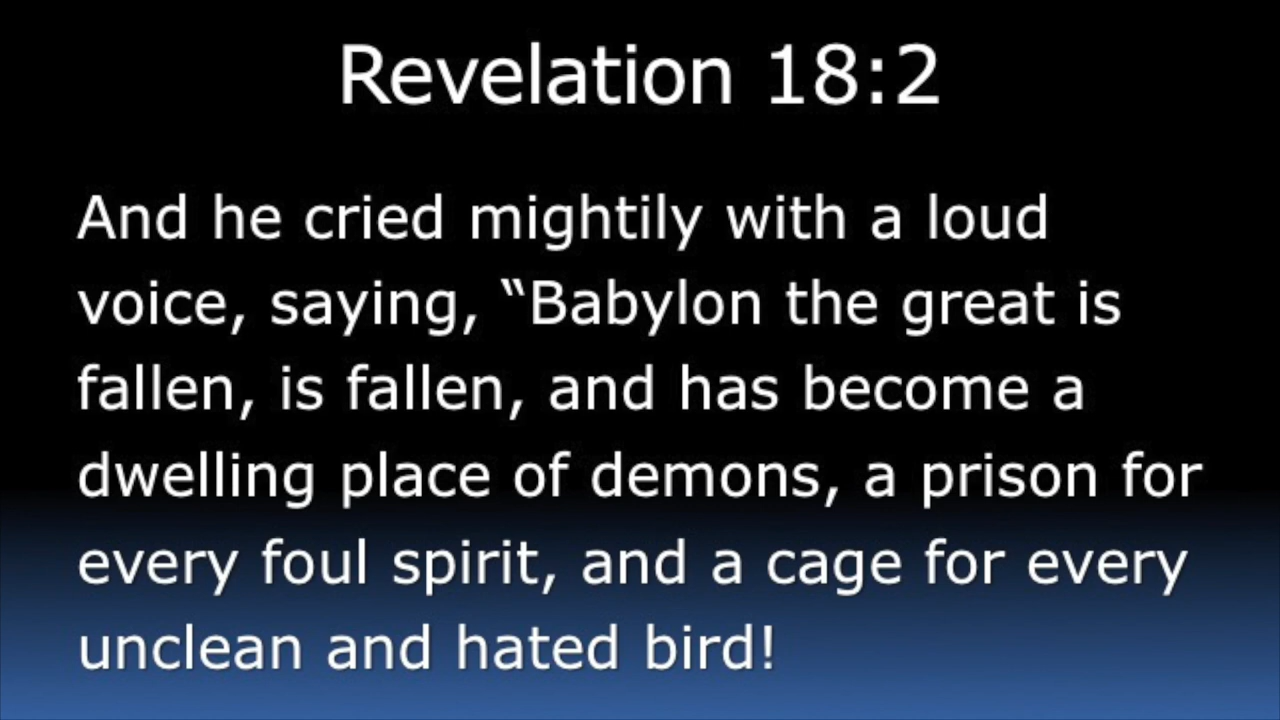 Revelation 18:2
And he cried mightily with a loud
voice, saying, “Babylon the great is
fallen, is fallen, and has become a
dwelling place of demons, a prison for
every foul spirit, and a cage for every
unclean and hated bird!